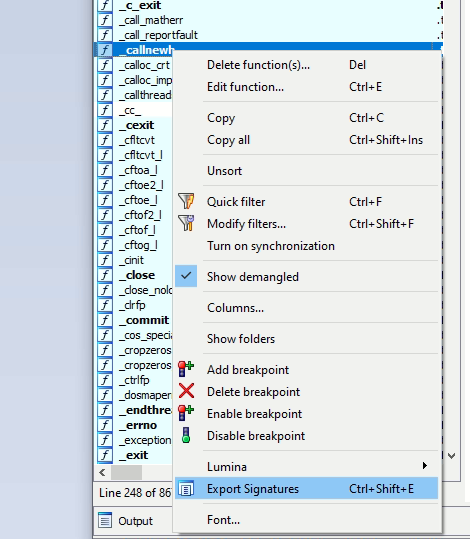 _c_exit
_call_matherr
_call_reportfault
_callnewh
_calloc_crt
Delete function(s)... Del
_calloc_imp
Edit function... Ctrl+E
_callthread
_cc_
Copy Ctrl+C
_cexit
Copy all Ctrl+Shift+Ins
_cfltcvt
_cfltcvt_l
_cftoa_l
Unsort
_cftoe2_l
_cftoe_l
Quick filter Ctrl+F
_cftof2_l
_cftof_l
Modify filters... Ctrl+Shift+F
_cftog_l
Turn on synchronization
_cinit
_close
Show demangled
_close_nolo
_clrfp
Columns...
_commit
_cos_specia
Show folders
_cropzeros
_cropzeros
Add breakpoint
_ctrlfp
Delete breakpoint
_dosmaper
_endthre
Enable breakpoint
_errno
_exception
Disable breakpoint
_exit
Lumina
Line 248 of 86
Export Signatures Ctrl+Shift+E
Output
Font...